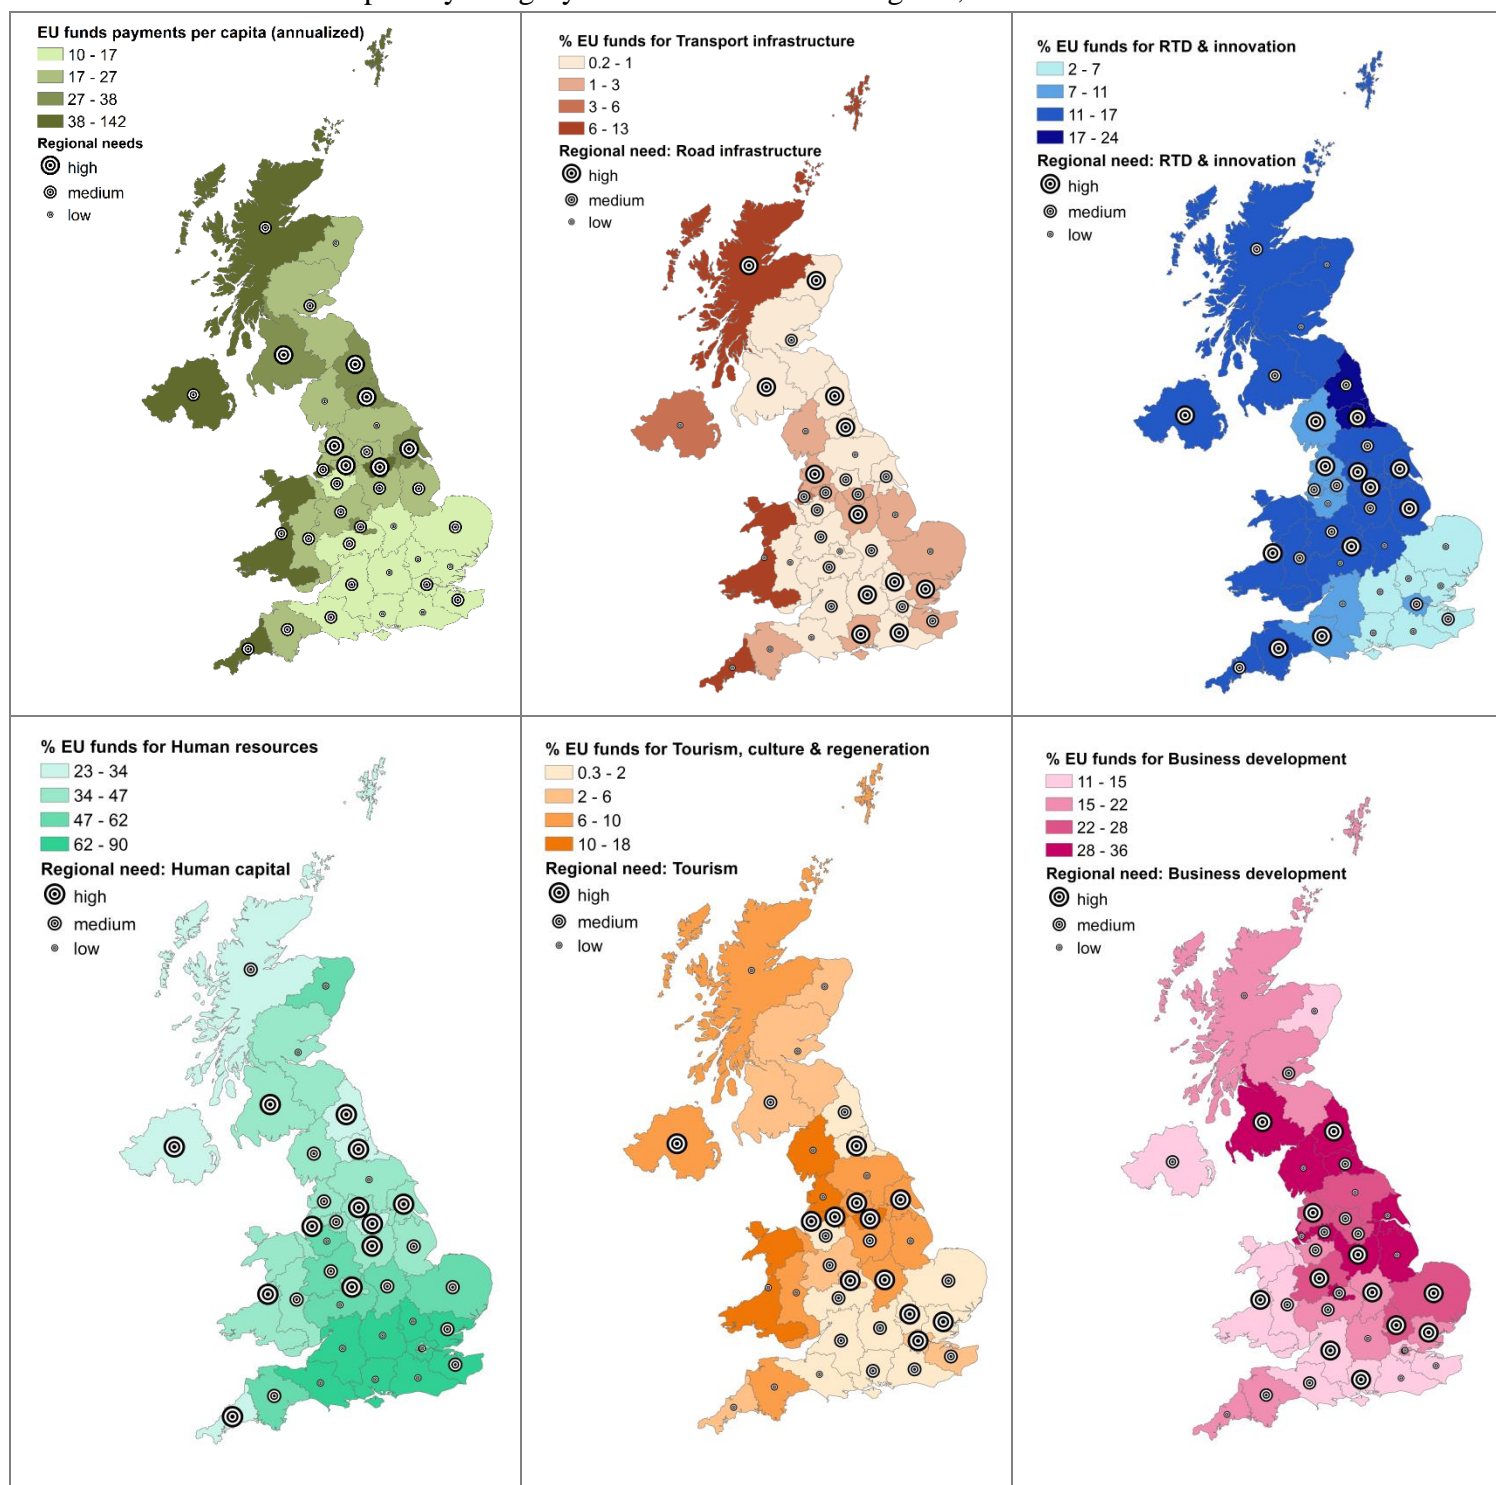 EU funds payments per capita (annualized)
10 - 17
17 - 27
27 - 38
38 - 142
Regional needs
high
medium
low
% EU funds for Transport infrastructure
0.2 - 1
1 - 3
3 - 6
6 - 13
Regional need: Road infrastructure
high
medium
low
% EU funds for RTD & innovation
2 - 7
7 - 11
11 - 17
17 - 24
Regional need: RTD & innovation
high
medium
low
% EU funds for Human resources
23 - 34
34 - 47
47 - 62
62 - 90
Regional need: Human capital
high
medium
low
% EU funds for Tourism, culture & regeneration
0.3 - 2
2 - 6
6 - 10
10 - 18
Regional need: Tourism
high
medium
low
% EU funds for Business development
11 - 15
15 - 22
22 - 28
28 - 36
Regional need: Business development
high
medium
low